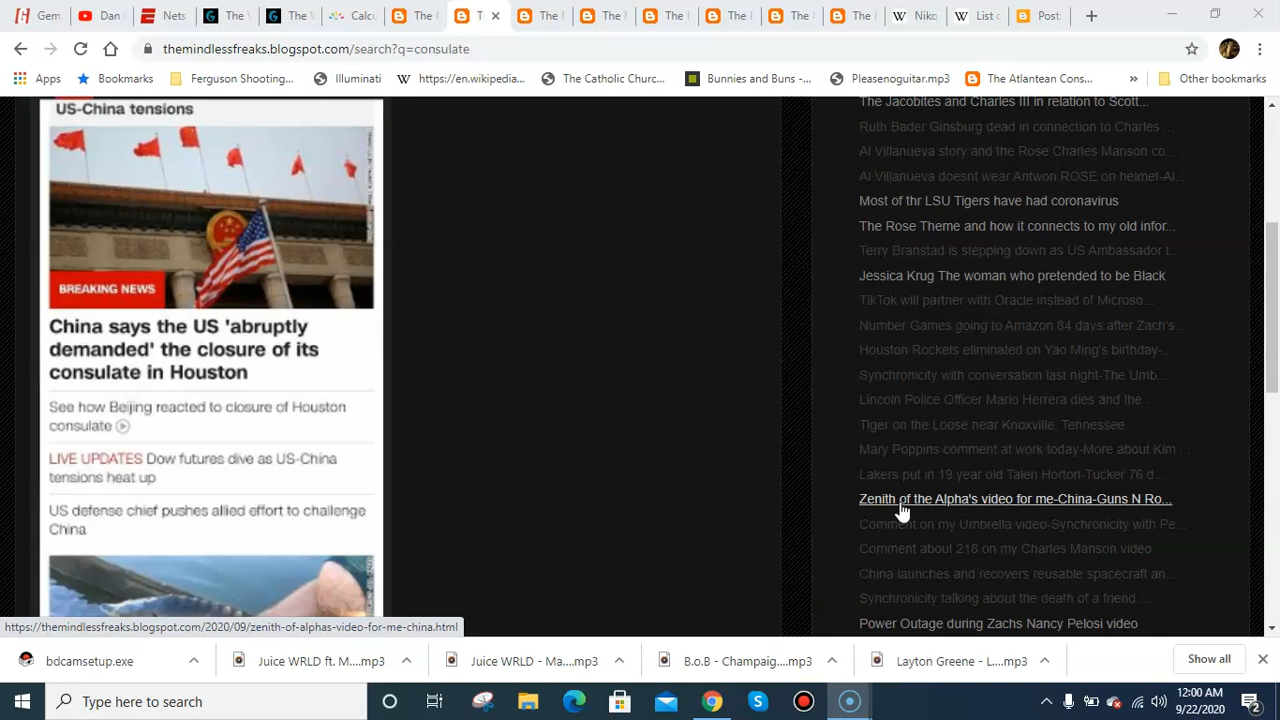 Gem
Dan
Nets
The V
The V
Calcu
The I
T
The I
The I
The I
The I
The I
The I
Niko
List o
Posti
themindlessfreaks.blogspot.com/search?q=consulate
Apps
Bookmarks
Ferguson Shooting...
Illuminati
https://en.wikipedia...
The Catholic Churc...
Bunnies and Buns -...
Pleasenoguitar.mp3
The Atlantean Cons...
»
Other bookmarks
US-China tensions
BREAKING NEWS
China says the US 'abruptly
demanded' the closure of its
consulate in Houston
See how Beijing reacted to closure of Houston
consulate
LIVE UPDATES Dow futures dive as US-China
tensions heat up
US defense chief pushes allied effort to challenge
China
The Jacobites and Charles III in relation to Scott...
Ruth Bader Ginsburg dead in connection to Charles ...
Al Villanueva story and the Rose Charles Manson co...
Al Villanueva doesnt wear Antwon ROSE on helmet-Al...
Most of thr LSU Tigers have had coronavirus
The Rose Theme and how it connects to my old infor...
Terry Branstad is stepping down as US Ambassador t...
Jessica Krug The woman who pretended to be Black
TikTok will partner with Oracle instead of Microso...
Number Games going to Amazon 84 days after Zach's ...
Houston Rockets eliminated on Yao Ming's birthday-...
Synchronicity with conversation last night-The Umb...
Lincoln Police Officer Mario Herrera dies and the ...
Tiger on the Loose near Knoxville, Tennessee
Mary Poppins comment at work today-More about Kim ...
Lakers put in 19 year old Talen Horton-Tucker 76 d...
Zenith of the Alpha's video for me-China-Guns N Ro...
Comment on my Umbrella video-Synchronicity with Pe...
Comment about 218 on my Charles Manson video
China launches and recovers reusable spacecraft an...
Synchronicity talking about the death of a friend ...
Power Outage during Zachs Nancy Pelosi video
https://themindlessfreaks.blogspot.com/2020/09/zenith-of-alphas-video-for-me-china.html
bdcamsetup.exe
Juice WRLD ft. M....mp3
Juice WRLD - Ma....mp3
B.o.B - Champaig....mp3
Layton Greene - L....mp3
Show all
Type here to search
12:00 AM
9/22/2020
2